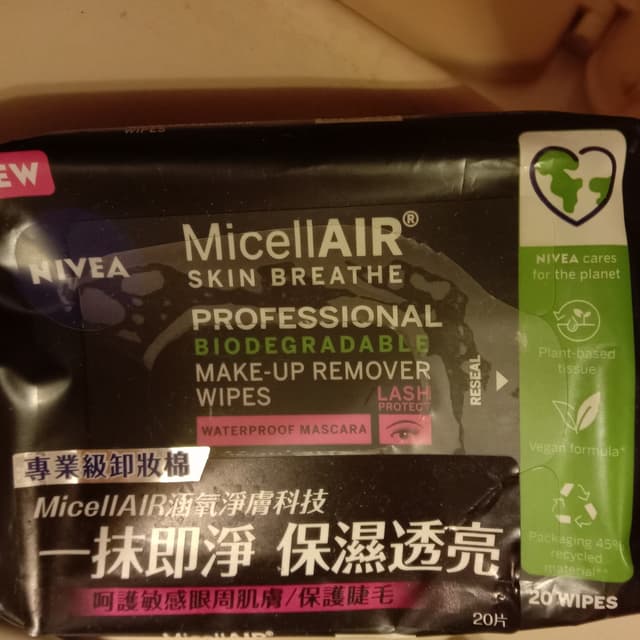 WIPES
EW
MicellAIR®
SKIN BREATHE
NIVEA
PROFESSIONAL
BIODEGRADABLE
MAKE-UP REMOVER
WIPES
LASH
PROTECT
WATERPROOF MASCARA
RESEAL
NIVEA cares
for the planet
Plant-based
tissue
Vegan formula*
Packaging 45%
recycled
material**
20 WIPES
專業級卸妝棉
MicellAIR涵氧淨膚科技
一抹即淨 保濕透亮
呵護敏感眼周肌膚/保護睫毛
20片
MicellAIR®